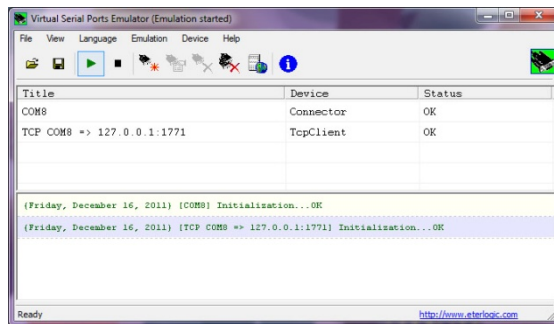 Virtual Serial Ports Emulator (Emulation started)
File View Language Emulation Device Help
Title Device Status
COM8 Connector OK
TCP COM8 => 127.0.0.1:1771 TcpClient OK
(Friday, December 16, 2011) [COM8] Initialization...OK
(Friday, December 16, 2011) [TCP COM8 => 127.0.0.1:1771] Initialization...OK
Ready http://www.eterlogic.com